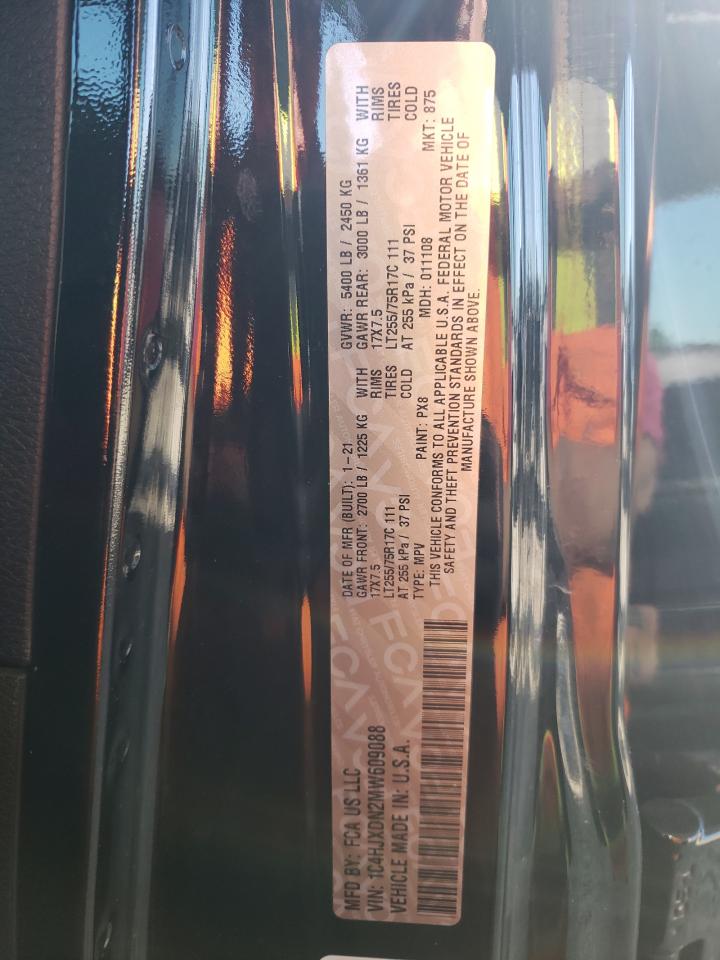 MFD BY: FCA US LLC
VIN: 1C4HJXDN2MW609088
VEHICLE MADE IN: U.S.A.
DATE OF MFR (BUILT): 1-21 GVWR: 5400 LB / 2450 KG
GAWR FRONT: 2700 LB / 1225 KG WITH GAWR REAR: 3000 LB / 1361 KG WITH
17X7.5 RIMS 17X7.5 RIMS
LT255/75R17C 111 TIRES LT255/75R17C 111 TIRES
AT 255 kPa / 37 PSI COLD AT 255 kPa / 37 PSI COLD
TYPE: MPV PAINT: PX8 MDH: 011108 MKT: 875
THIS VEHICLE CONFORMS TO ALL APPLICABLE U.S.A. FEDERAL MOTOR VEHICLE
SAFETY AND THEFT PREVENTION STANDARDS IN EFFECT ON THE DATE OF
MANUFACTURE SHOWN ABOVE.